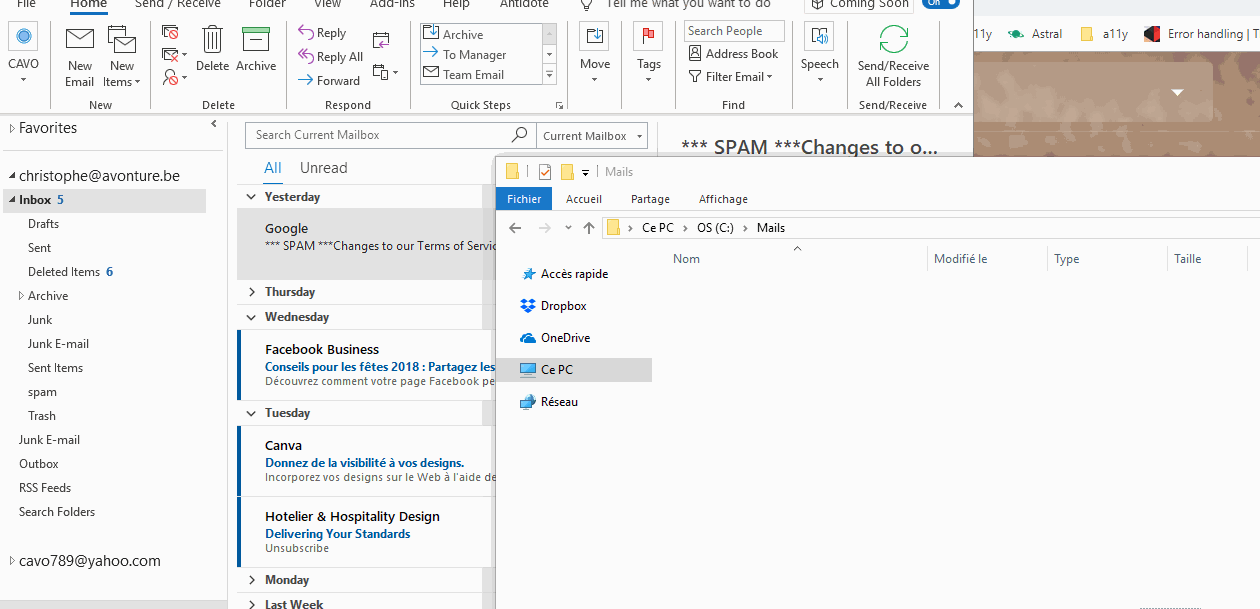 File Home Send / Receive Folder View Add-ins Help Antidote Tell me what you want to do Coming Soon On
CAVO
New Email
New Items
New
Delete
Archive
Delete
Reply
Reply All
Forward
Respond
Archive
To Manager
Team Email
Quick Steps
Move
Tags
Search People
Address Book
Filter Email
Find
Speech
Send/Receive All Folders
Send/Receive
11y Astral a11y Error handling | T
Favorites
christophe@avonture.be
Inbox 5
Drafts
Sent
Deleted Items 6
Archive
Junk
Junk E-mail
Sent Items
spam
Trash
Junk E-mail
Outbox
RSS Feeds
Search Folders
cavo789@yahoo.com
Search Current Mailbox Current Mailbox
All Unread
Yesterday
Google
*** SPAM ***Changes to our Terms of Servic
Thursday
Wednesday
Facebook Business
Conseils pour les fêtes 2018 : Partagez les
Découvrez comment votre page Facebook pe
Tuesday
Canva
Donnez de la visibilité à vos designs.
Incorporez vos designs sur le Web à l'aide de
Hotelier & Hospitality Design
Delivering Your Standards
Unsubscribe
Monday
Last Week
*** SPAM ***Changes to o...
Mails
Fichier Accueil Partage Affichage
Ce PC OS (C:) Mails
Nom Modifié le Type Taille
Accès rapide
Dropbox
OneDrive
Ce PC
Réseau